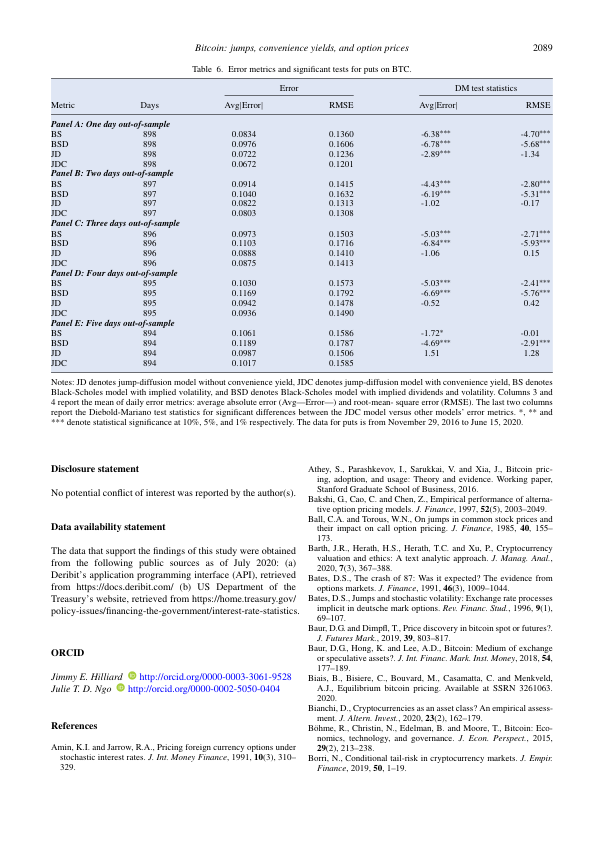 Bitcoin: jumps, convenience yields, and option prices 2089
Table 6. Error metrics and significant tests for puts on BTC.
Error DM test statistics
Metric Days Avg|Error| RMSE Avg|Error| RMSE
Panel A: One day out-of-sample
BS 898 0.0834 0.1360 -6.38*** -4.70***
BSD 898 0.0976 0.1606 -6.78*** -5.68***
JD 898 0.0722 0.1236 -2.89*** -1.34
JDC 898 0.0672 0.1201
Panel B: Two days out-of-sample
BS 897 0.0914 0.1415 -4.43*** -2.80***
BSD 897 0.1040 0.1632 -6.19*** -5.31***
JD 897 0.0822 0.1313 -1.02 -0.17
JDC 897 0.0803 0.1308
Panel C: Three days out-of-sample
BS 896 0.0973 0.1503 -5.03*** -2.71***
BSD 896 0.1103 0.1716 -6.84*** -5.93***
JD 896 0.0888 0.1410 -1.06 0.15
JDC 896 0.0875 0.1413
Panel D: Four days out-of-sample
BS 895 0.1030 0.1573 -5.03*** -2.41***
BSD 895 0.1169 0.1792 -6.69*** -5.76***
JD 895 0.0942 0.1478 -0.52 0.42
JDC 895 0.0936 0.1490
Panel E: Five days out-of-sample
BS 894 0.1061 0.1586 -1.72* -0.01
BSD 894 0.1189 0.1787 -4.69*** -2.91***
JD 894 0.0987 0.1506 1.51 1.28
JDC 894 0.1017 0.1585
Notes: JD denotes jump-diffusion model without convenience yield, JDC denotes jump-diffusion model with convenience yield, BS denotes
Black-Scholes model with implied volatility, and BSD denotes Black-Scholes model with implied dividends and volatility. Columns 3 and
4 report the mean of daily error metrics: average absolute error (Avg—Error—) and root-mean- square error (RMSE). The last two columns
report the Diebold-Mariano test statistics for significant differences between the JDC model versus other models' error metrics. *, ** and
*** denote statistical significance at 10%, 5%, and 1% respectively. The data for puts is from November 29, 2016 to June 15, 2020.
Disclosure statement
No potential conflict of interest was reported by the author(s).
Data availability statement
The data that support the findings of this study were obtained
from the following public sources as of July 2020: (a)
Deribit's application programming interface (API), retrieved
from https://docs.deribit.com/ (b) US Department of the
Treasury's website, retrieved from https://home.treasury.gov/
policy-issues/financing-the-government/interest-rate-statistics.
ORCID
Jimmy E. Hilliard http://orcid.org/0000-0003-3061-9528
Julie T. D. Ngo http://orcid.org/0000-0002-5050-0404
References
Amin, K.I. and Jarrow, R.A., Pricing foreign currency options under
stochastic interest rates. J. Int. Money Finance, 1991, 10(3), 310–
329.
Athey, S., Parashkevov, I., Sarukkai, V. and Xia, J., Bitcoin pric-
ing, adoption, and usage: Theory and evidence. Working paper,
Stanford Graduate School of Business, 2016.
Bakshi, G., Cao, C. and Chen, Z., Empirical performance of alterna-
tive option pricing models. J. Finance, 1997, 52(5), 2003–2049.
Ball, C.A. and Torous, W.N., On jumps in common stock prices and
their impact on call option pricing. J. Finance, 1985, 40, 155–
173.
Barth, J.R., Herath, H.S., Herath, T.C. and Xu, P., Cryptocurrency
valuation and ethics: A text analytic approach. J. Manag. Anal.,
2020, 7(3), 367–388.
Bates, D.S., The crash of 87: Was it expected? The evidence from
options markets. J. Finance, 1991, 46(3), 1009–1044.
Bates, D.S., Jumps and stochastic volatility: Exchange rate processes
implicit in deutsche mark options. Rev. Financ. Stud., 1996, 9(1),
69–107.
Baur, D.G. and Dimpfl, T., Price discovery in bitcoin spot or futures?.
J. Futures Mark., 2019, 39, 803–817.
Baur, D.G., Hong, K. and Lee, A.D., Bitcoin: Medium of exchange
or speculative assets?. J. Int. Financ. Mark. Inst. Money, 2018, 54,
177–189.
Biais, B., Bisiere, C., Bouvard, M., Casamatta, C. and Menkveld,
A.J., Equilibrium bitcoin pricing. Available at SSRN 3261063.
2020.
Bianchi, D., Cryptocurrencies as an asset class? An empirical assess-
ment. J. Altern. Invest., 2020, 23(2), 162–179.
Böhme, R., Christin, N., Edelman, B. and Moore, T., Bitcoin: Eco-
nomics, technology, and governance. J. Econ. Perspect., 2015,
29(2), 213–238.
Borri, N., Conditional tail-risk in cryptocurrency markets. J. Empir.
Finance, 2019, 50, 1–19.